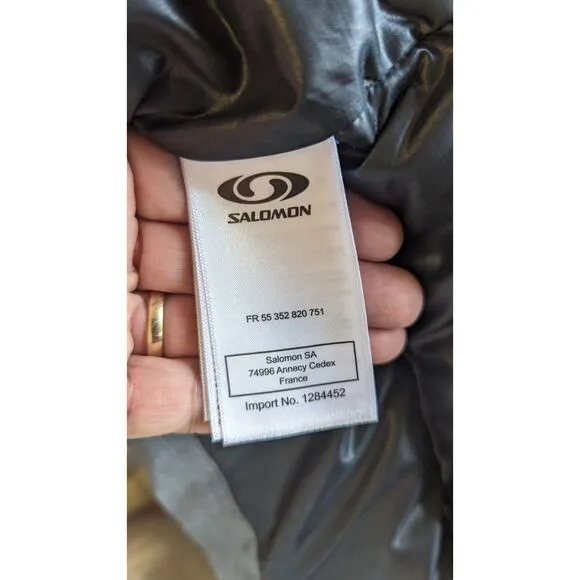 SALOMON
FR 55 352 820 751
Salomon SA
74996 Annecy Cedex
France
Import No. 1284452